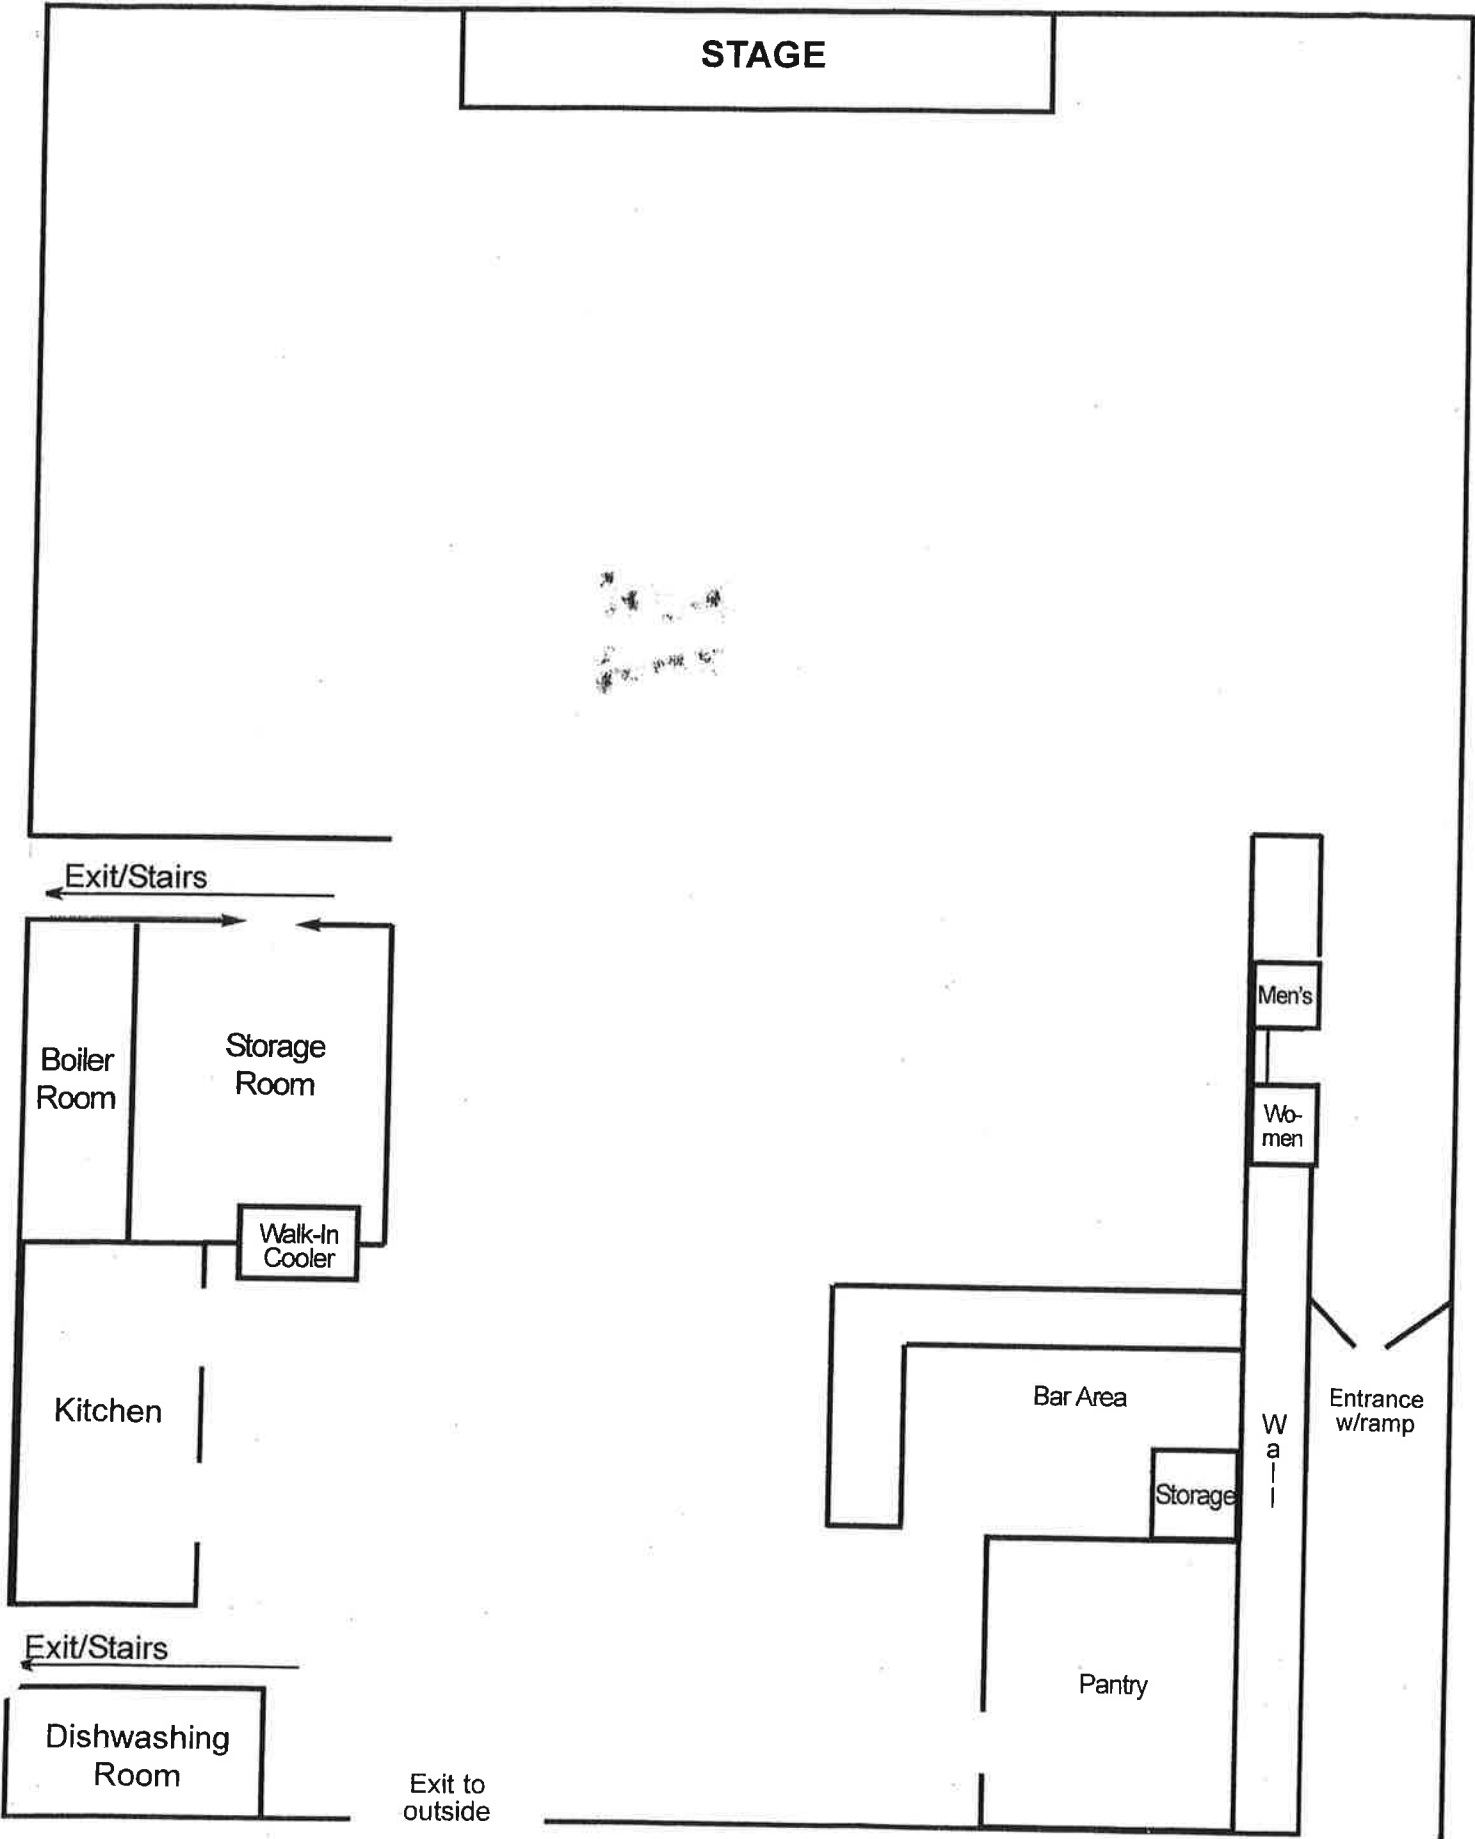 STAGE
Exit/Stairs
Men's
Boiler
Room
Storage
Room
Wo-
men
Walk-In
Cooler
Kitchen
Bar Area
Entrance
w/ramp
W
a
l
l
Storage
Exit/Stairs
Pantry
Dishwashing
Room
Exit to
outside